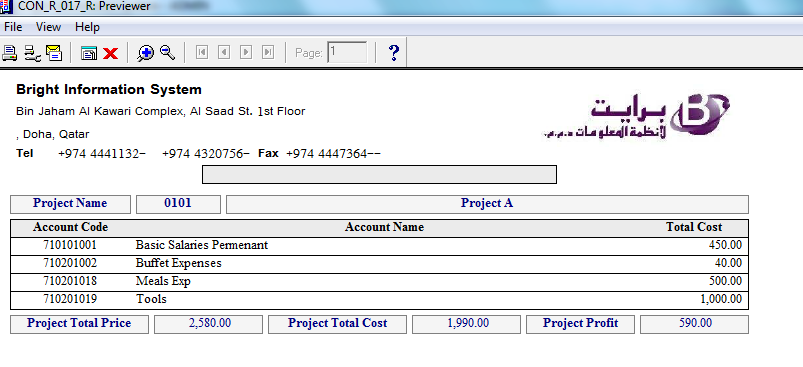 CON_R_017_R: Previewer
File View Help
Page: 1
?
Bright Information System
Bin Jaham Al Kawari Complex, Al Saad St. 1st Floor
, Doha, Qatar
Tel +974 4441132- +974 4320756- Fax +974 4447364--
B برايت
لأنظمة المعلومات ذ.م.م.
Project Name 0101 Project A
Account Code Account Name Total Cost
710101001 Basic Salaries Permenant 450.00
710201002 Buffet Expenses 40.00
710201018 Meals Exp 500.00
710201019 Tools 1,000.00
Project Total Price 2,580.00 Project Total Cost 1,990.00 Project Profit 590.00